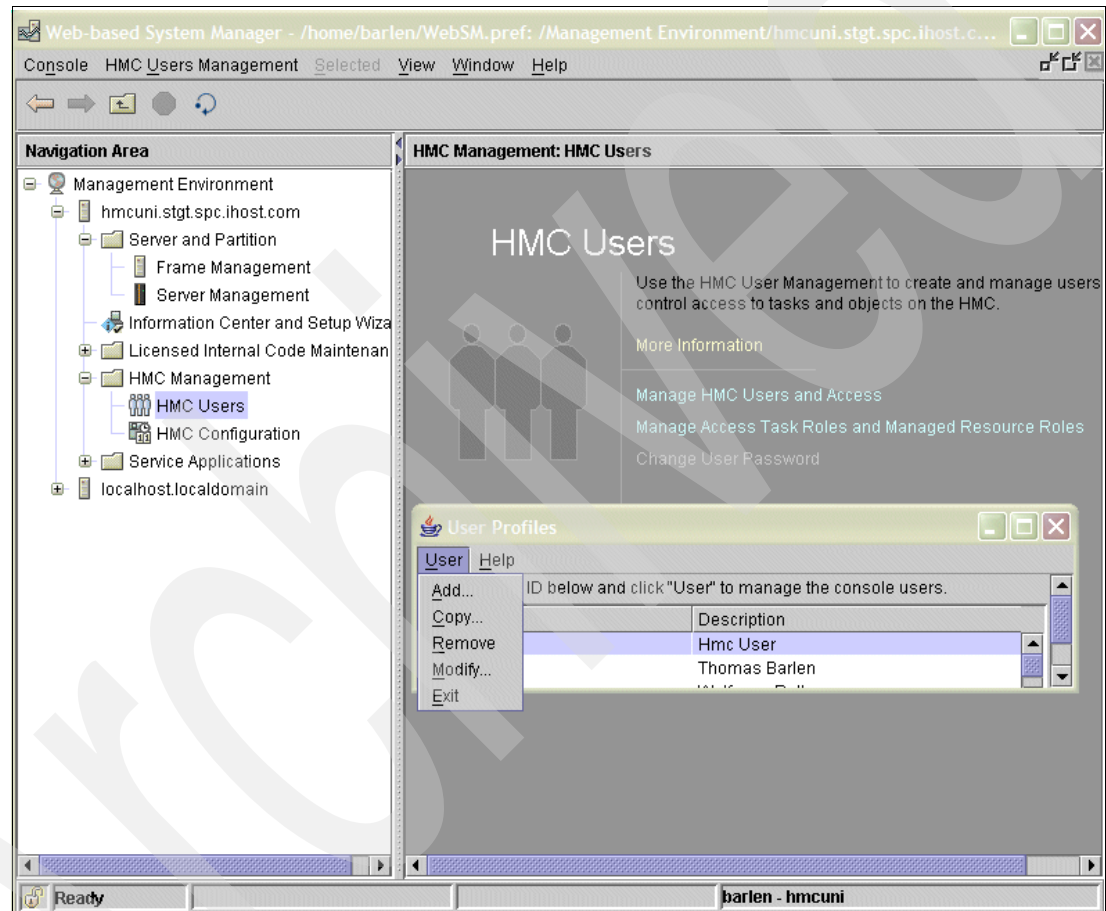 Web-based System Manager - /home/barlen/WebSM.pref: /Management Environment/hmcuni.stgt.spc.ihost.c...
Console HMC Users Management Selected View Window Help
Navigation Area
Management Environment
hmcuni.stgt.spc.ihost.com
Server and Partition
Frame Management
Server Management
Information Center and Setup Wiza
Licensed Internal Code Maintenan
HMC Management
HMC Users
HMC Configuration
Service Applications
localhost.localdomain
HMC Management: HMC Users
HMC Users
Use the HMC User Management to create and manage users
control access to tasks and objects on the HMC.
More Information
Manage HMC Users and Access
Manage Access Task Roles and Managed Resource Roles
Change User Password
User Profiles
User Help
Add...
Copy...
Remove
Modify...
Exit
ID below and click "User" to manage the console users.
Description
Hmc User
Thomas Barlen
Ready
barlen - hmcuni